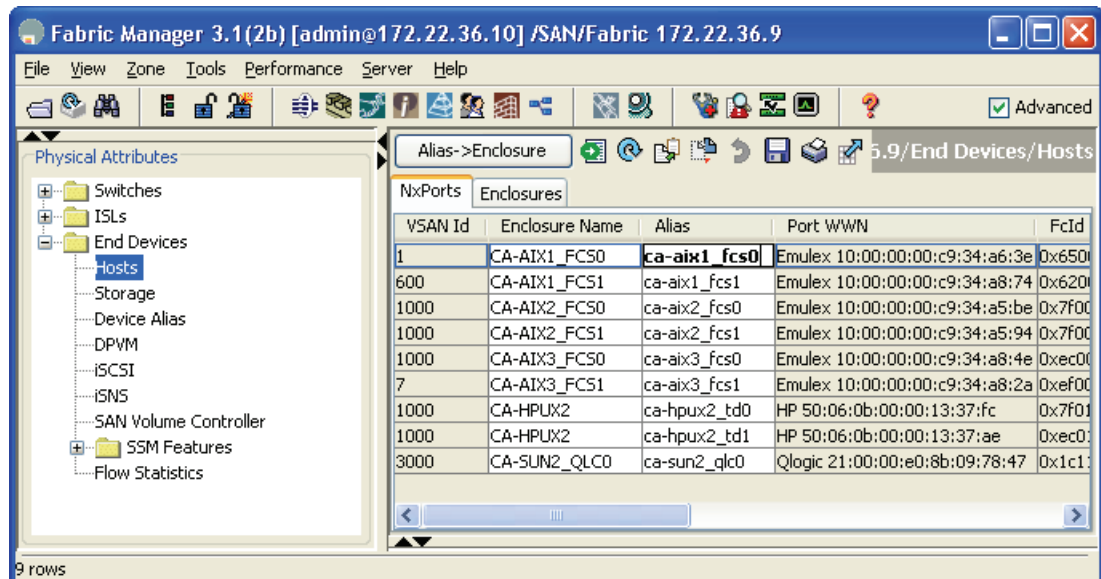 Fabric Manager 3.1(2b) [admin@172.22.36.10] /SAN/Fabric 172.22.36.9
File View Zone Tools Performance Server Help
? Advanced
Physical Attributes
Switches
ISLs
End Devices
Hosts
Storage
Device Alias
DPVM
iSCSI
iSNS
SAN Volume Controller
SSM Features
Flow Statistics
Alias->Enclosure 5.9/End Devices/Hosts
NxPorts Enclosures
VSAN Id Enclosure Name Alias Port WWN FcId
1 CA-AIX1_FCS0 ca-aix1_fcs0 Emulex 10:00:00:00:c9:34:a6:3e 0x650
600 CA-AIX1_FCS1 ca-aix1_fcs1 Emulex 10:00:00:00:c9:34:a8:74 0x620
1000 CA-AIX2_FCS0 ca-aix2_fcs0 Emulex 10:00:00:00:c9:34:a5:be 0x7f00
1000 CA-AIX2_FCS1 ca-aix2_fcs1 Emulex 10:00:00:00:c9:34:a5:94 0x7f00
1000 CA-AIX3_FCS0 ca-aix3_fcs0 Emulex 10:00:00:00:c9:34:a8:4e 0xec00
7 CA-AIX3_FCS1 ca-aix3_fcs1 Emulex 10:00:00:00:c9:34:a8:2a 0xef00
1000 CA-HPUX2 ca-hpux2_td0 HP 50:06:0b:00:00:13:37:fc 0x7f01
1000 CA-HPUX2 ca-hpux2_td1 HP 50:06:0b:00:00:13:37:ae 0xec0
3000 CA-SUN2_QLC0 ca-sun2_qlc0 Qlogic 21:00:00:e0:8b:09:78:47 0x1c1
9 rows